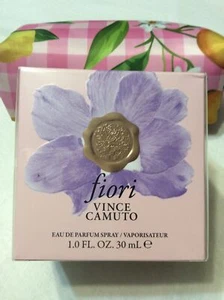 fiori
VINCE
CAMUTO
EAU DE PARFUM SPRAY / VAPORISATEUR
1.0 FL. OZ. 30 mL ℮